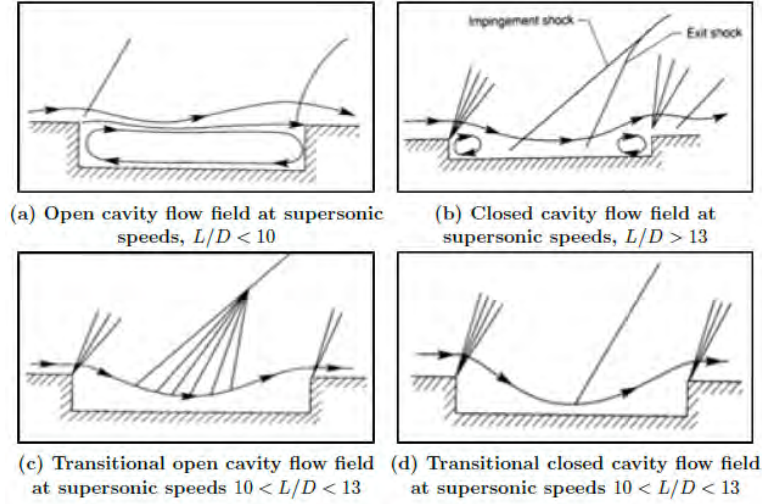 Impingement shock
Exit shock
(a) Open cavity flow field at supersonic
speeds, L/D < 10
(b) Closed cavity flow field at
supersonic speeds, L/D > 13
(c) Transitional open cavity flow field
at supersonic speeds 10 < L/D < 13
(d) Transitional closed cavity flow field
at supersonic speeds 10 < L/D < 13